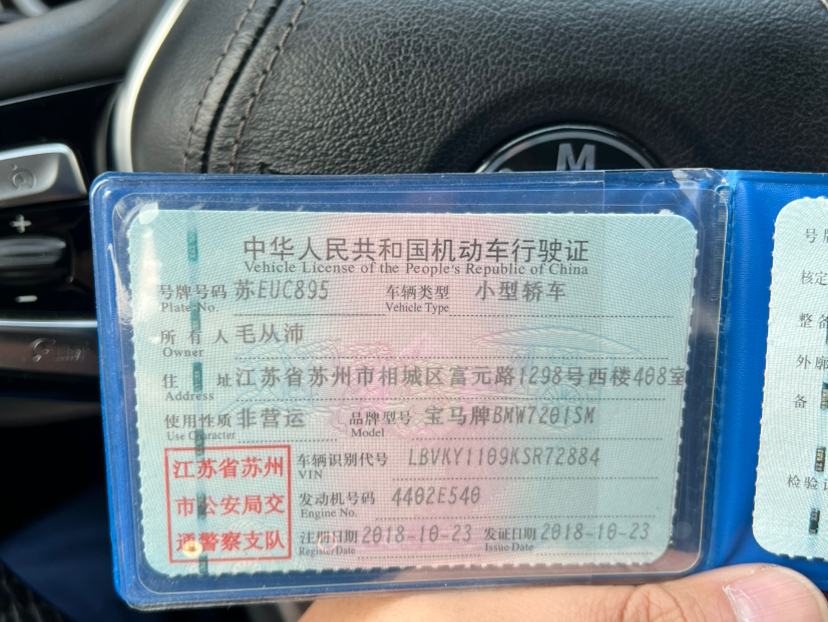 M
中华人民共和国机动车行驶证
Vehicle License of the People's Republic of China
号牌号码 苏EUC895 车辆类型 小型轿车
Plate No. Vehicle Type
所有人 毛从沛
Owner
住址 江苏省苏州市相城区富元路1298号西楼408室
Address
使用性质 非营运 品牌型号 宝马牌BMW7201SM
Use Character Model
江苏省苏州
市公安局交
通警察支队
车辆识别代号 LBVKY1109KSR72884
VIN
发动机号码 4402E540
Engine No.
注册日期 2018-10-23 发证日期 2018-10-23
Register Date Issue Date
号牌
核定
整备
外廓
备
检验